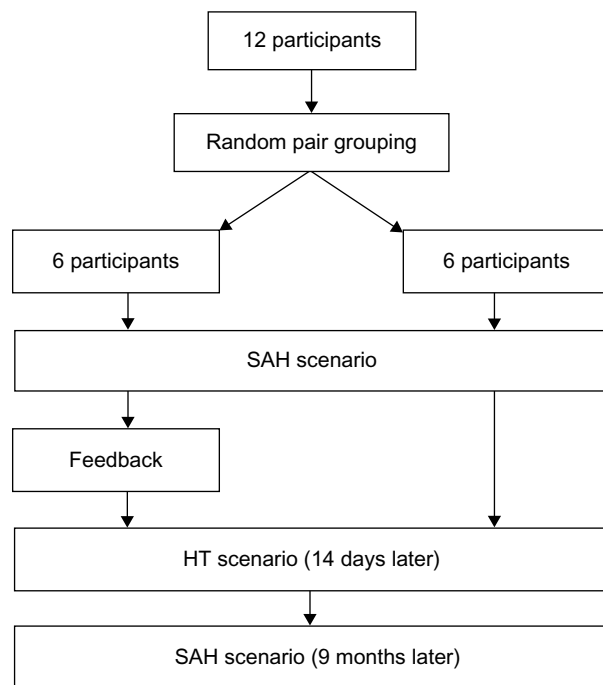 12 participants
Random pair grouping
6 participants
6 participants
SAH scenario
Feedback
HT scenario (14 days later)
SAH scenario (9 months later)